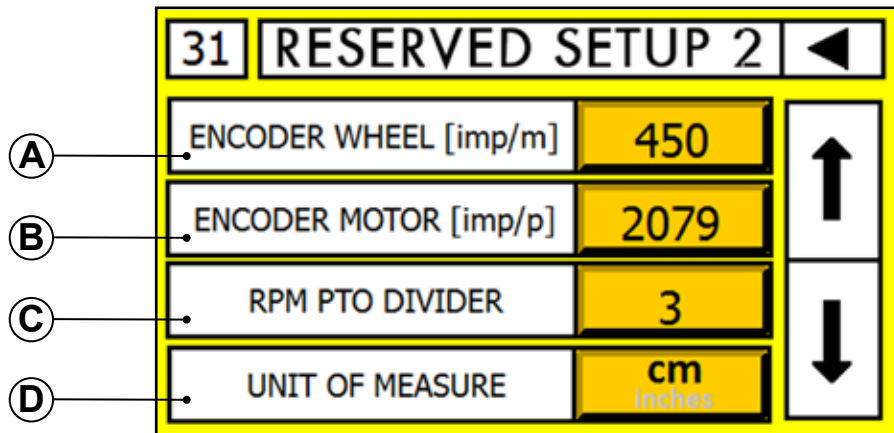 31 RESERVED SETUP 2
A ENCODER WHEEL [imp/m] 450
B ENCODER MOTOR [imp/p] 2079
C RPM PTO DIVIDER 3
D UNIT OF MEASURE cm
inches